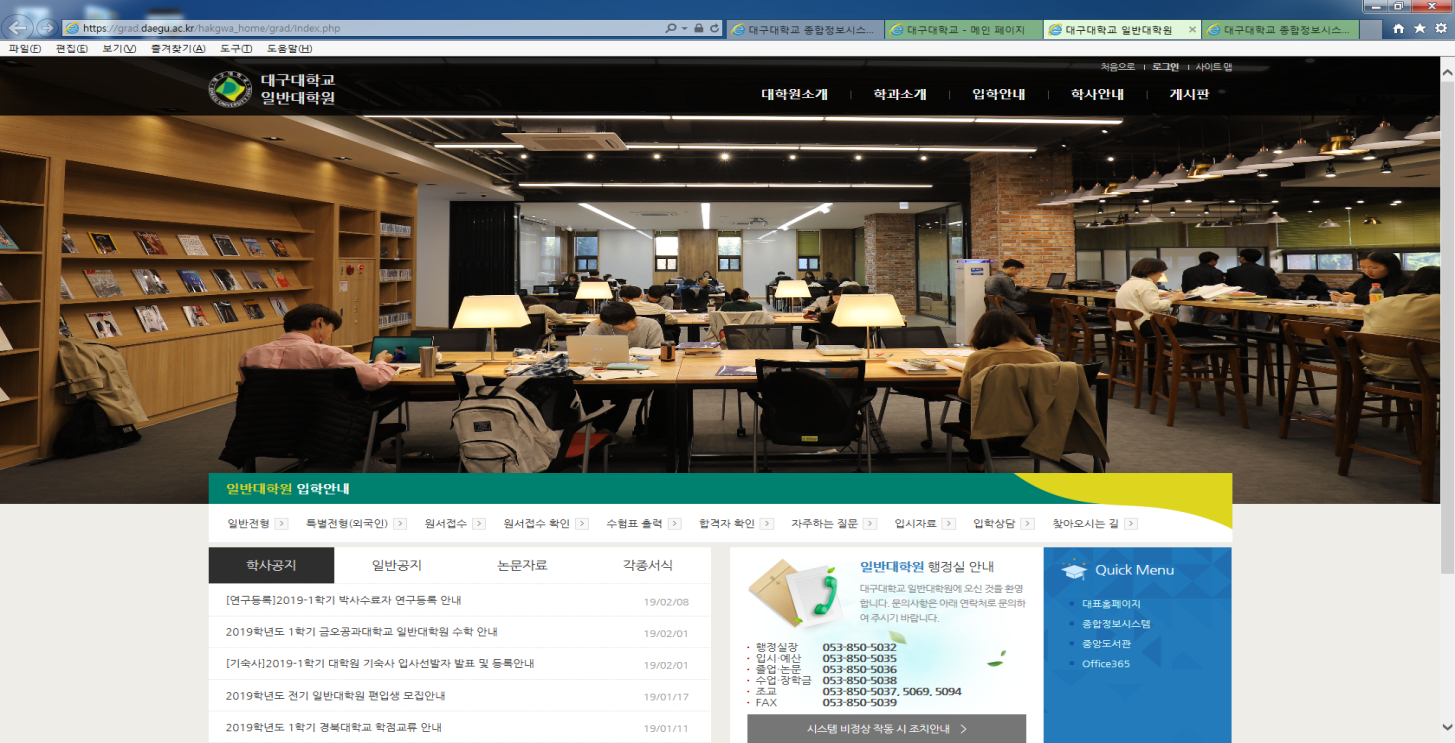 https://grad.daegu.ac.kr/hakgwa_home/grad/index.php
대구대학교 종합정보시스...
대구대학교 - 메인 페이지
대구대학교 일반대학원
대구대학교 종합정보시스...
파일(F) 편집(E) 보기(V) 즐겨찾기(A) 도구(T) 도움말(H)
처음으로 로그인 사이트맵
대구대학교
일반대학원
대학원소개 학과소개 입학안내 학사안내 게시판
일반대학원 입학안내
일반전형 특별전형(외국인) 원서접수 원서접수 확인 수험표 출력 합격자 확인 자주하는 질문 입시자료 입학상담 찾아오시는 길
학사공지 일반공지 논문자료 각종서식
[연구등록]2019-1학기 박사수료자 연구등록 안내 19/02/08
2019학년도 1학기 금오공과대학교 일반대학원 수학 안내 19/02/01
[기숙사]2019-1학기 대학원 기숙사 입사선발자 발표 및 등록안내 19/02/01
2019학년도 전기 일반대학원 편입생 모집안내 19/01/17
2019학년도 1학기 경북대학교 학점교류 안내 19/01/11
일반대학원 행정실 안내
대구대학교 일반대학원에 오신 것을 환영
합니다. 문의사항은 아래 연락처로 문의하
여 주시기 바랍니다.
· 행정실장 053-850-5032
· 입시·예산 053-850-5035
· 졸업·논문 053-850-5036
· 수업·장학금 053-850-5038
· 조교 053-850-5037, 5069, 5094
· FAX 053-850-5039
시스템 비정상 작동 시 조치안내 >
Quick Menu
대표홈페이지
종합정보시스템
중앙도서관
Office365